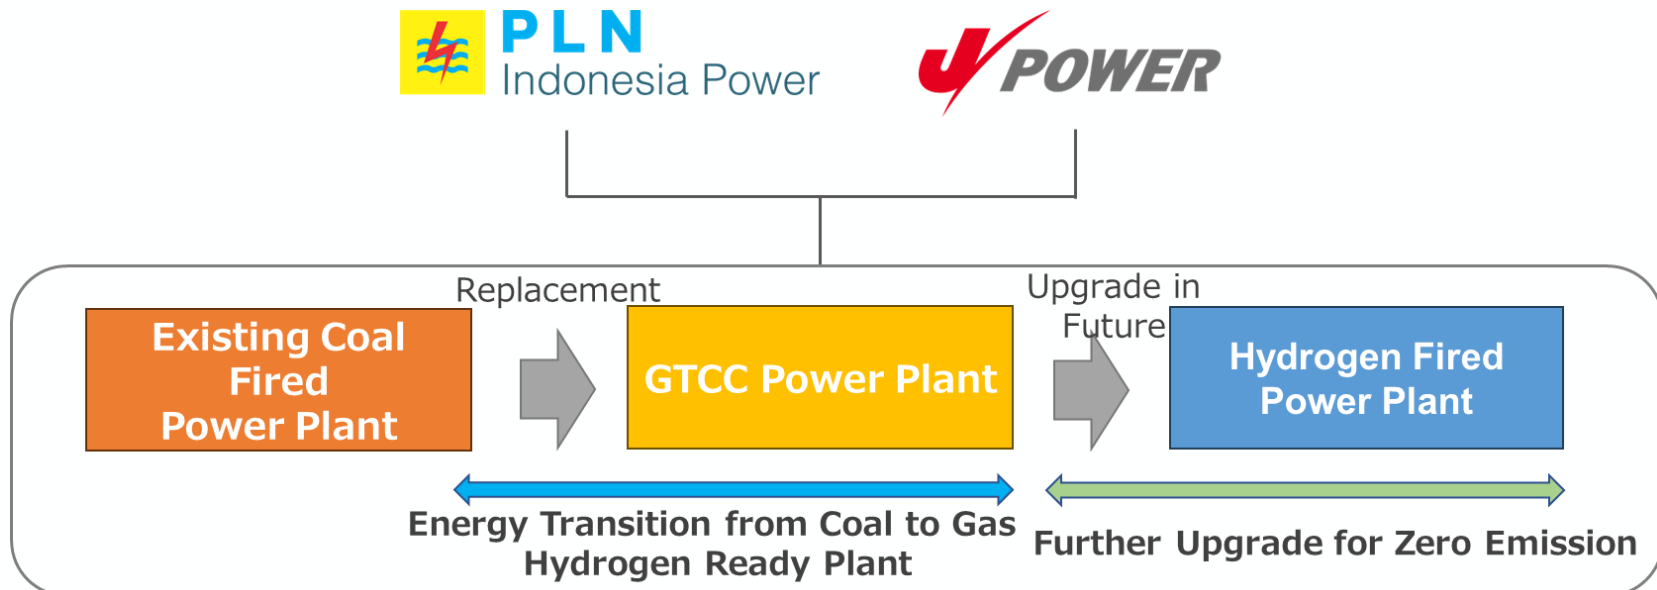 PLN
Indonesia Power
J POWER
Replacement
Upgrade in
Future
Existing Coal
Fired
Power Plant
GTCC Power Plant
Hydrogen Fired
Power Plant
Energy Transition from Coal to Gas
Hydrogen Ready Plant
Further Upgrade for Zero Emission